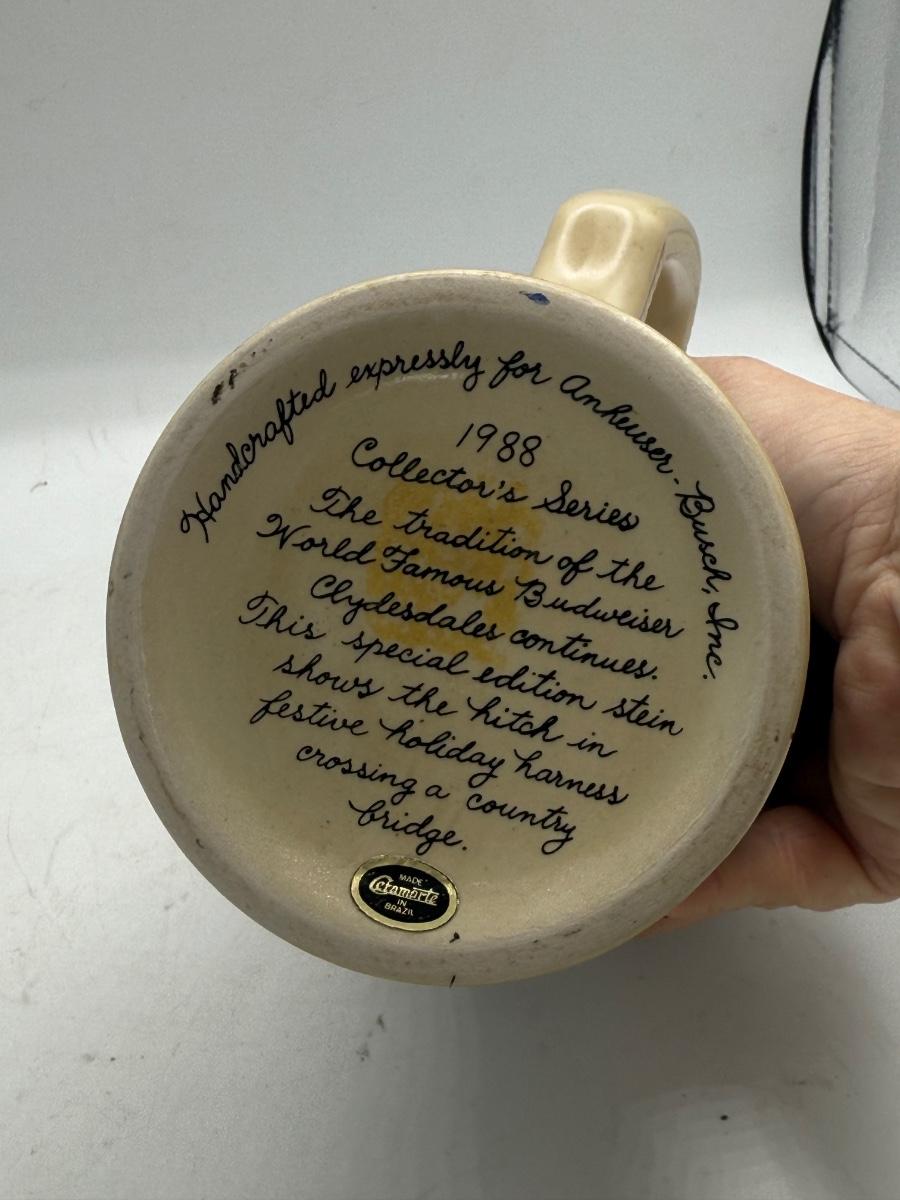 Handcrafted expressly for Anheuser-Busch, Inc.
1988
Collector's Series
The tradition of the
World Famous Budweiser
Clydesdales continues.
This special edition stein
shows the hitch in
festive holiday harness
crossing a country
bridge.
MADE
Ceramarte
IN
BRAZIL